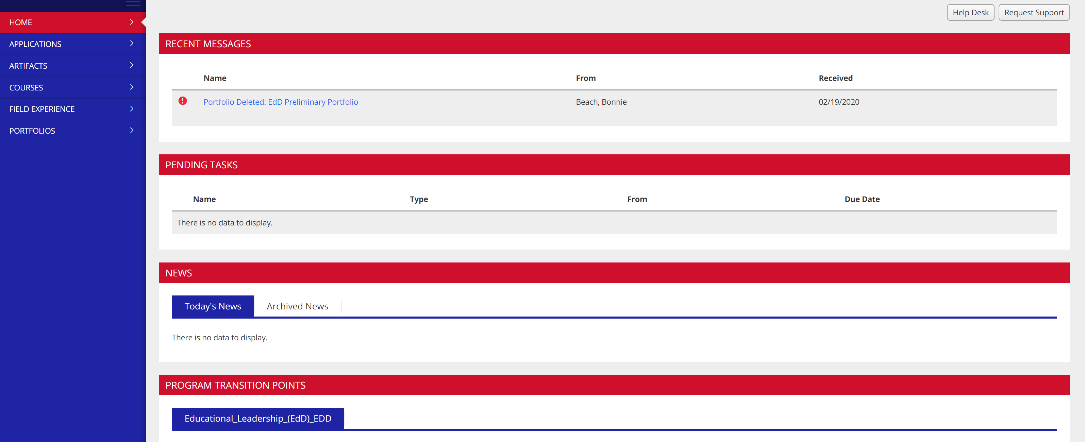 Help Desk Request Support
HOME
APPLICATIONS
ARTIFACTS
COURSES
FIELD EXPERIENCE
PORTFOLIOS
RECENT MESSAGES
Name From Received
Portfolio Deleted: EdD Preliminary Portfolio Beach, Bonnie 02/19/2020
PENDING TASKS
Name Type From Due Date
There is no data to display.
NEWS
Today's News Archived News
There is no data to display.
PROGRAM TRANSITION POINTS
Educational_Leadership_(EdD)_EDD